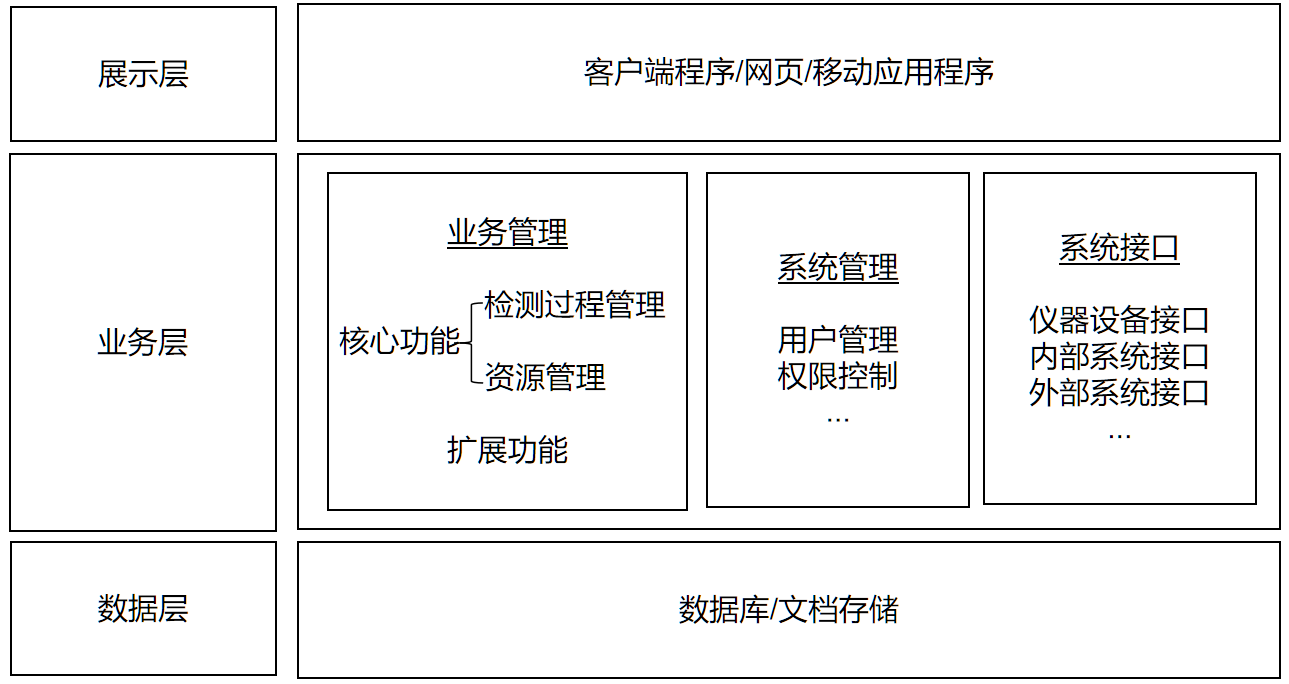 展示层
客户端程序/网页/移动应用程序
业务层
业务管理
核心功能
检测过程管理
资源管理
扩展功能
系统管理
用户管理
权限控制
...
系统接口
仪器设备接口
内部系统接口
外部系统接口
...
数据层
数据库/文档存储